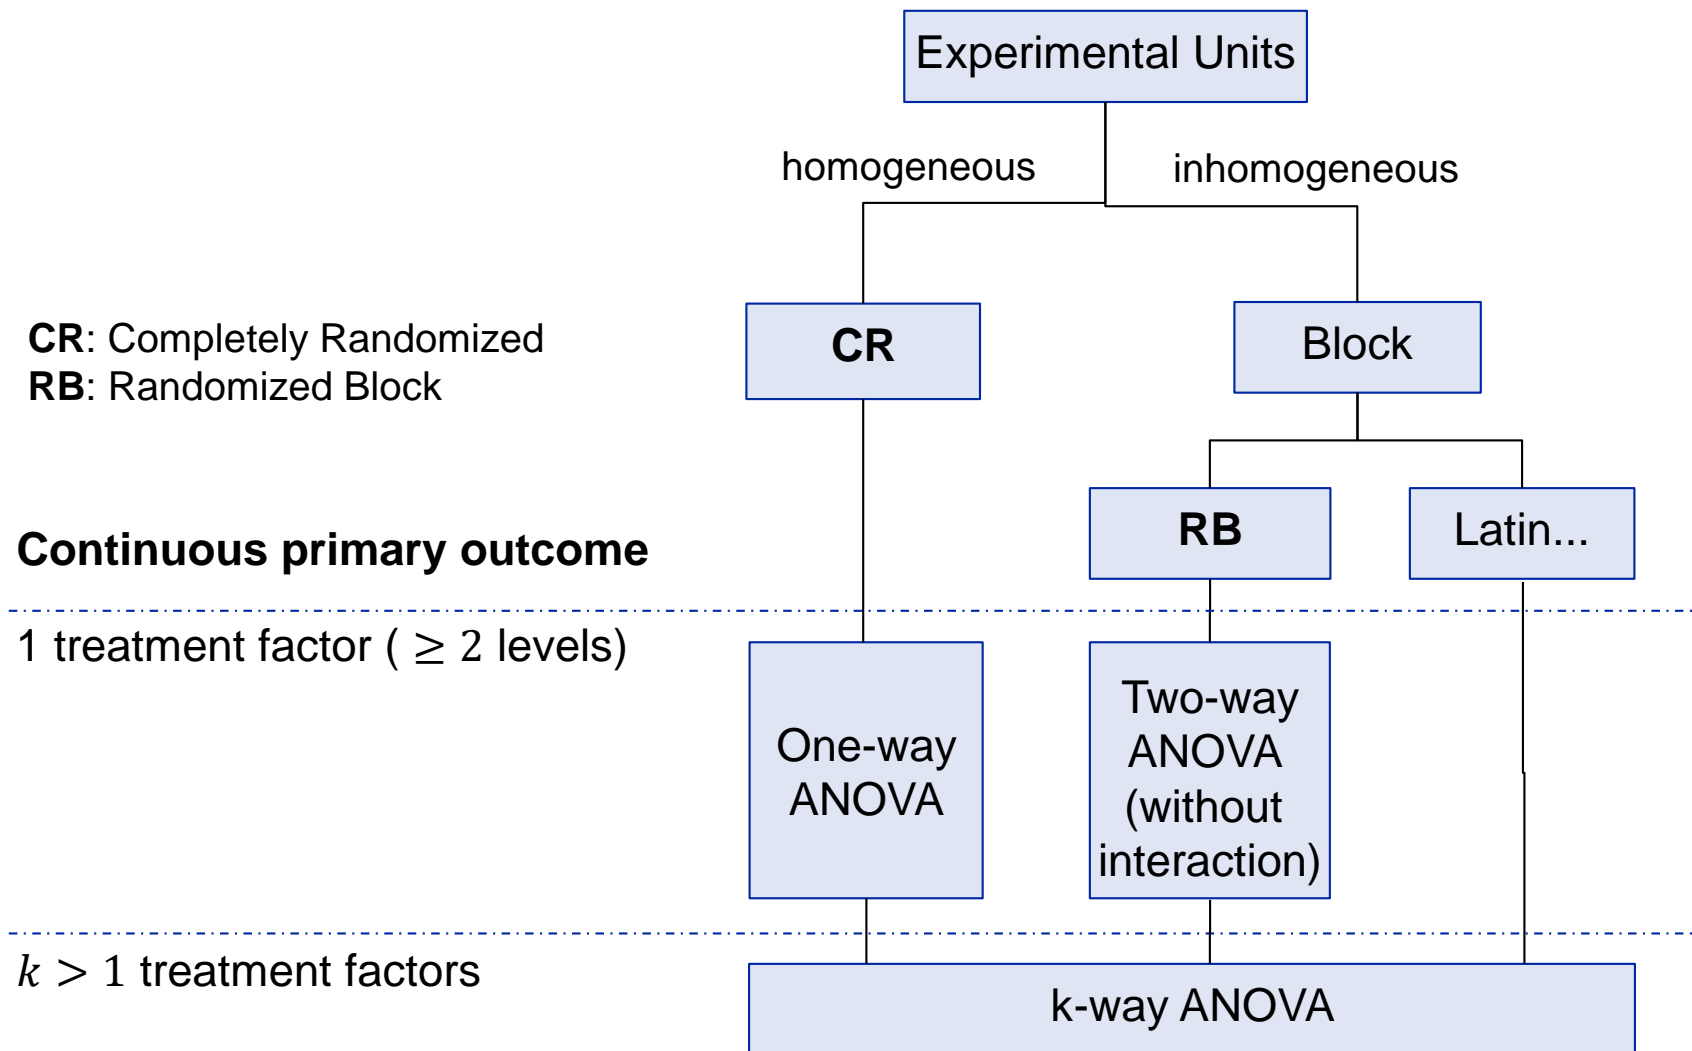 Experimental Units
homogeneous
inhomogeneous
CR: Completely Randomized
RB: Randomized Block
CR
Block
RB
Latin...
Continuous primary outcome
1 treatment factor ( ≥ 2 levels)
One-way
ANOVA
Two-way
ANOVA
(without
interaction)
k > 1 treatment factors
k-way ANOVA